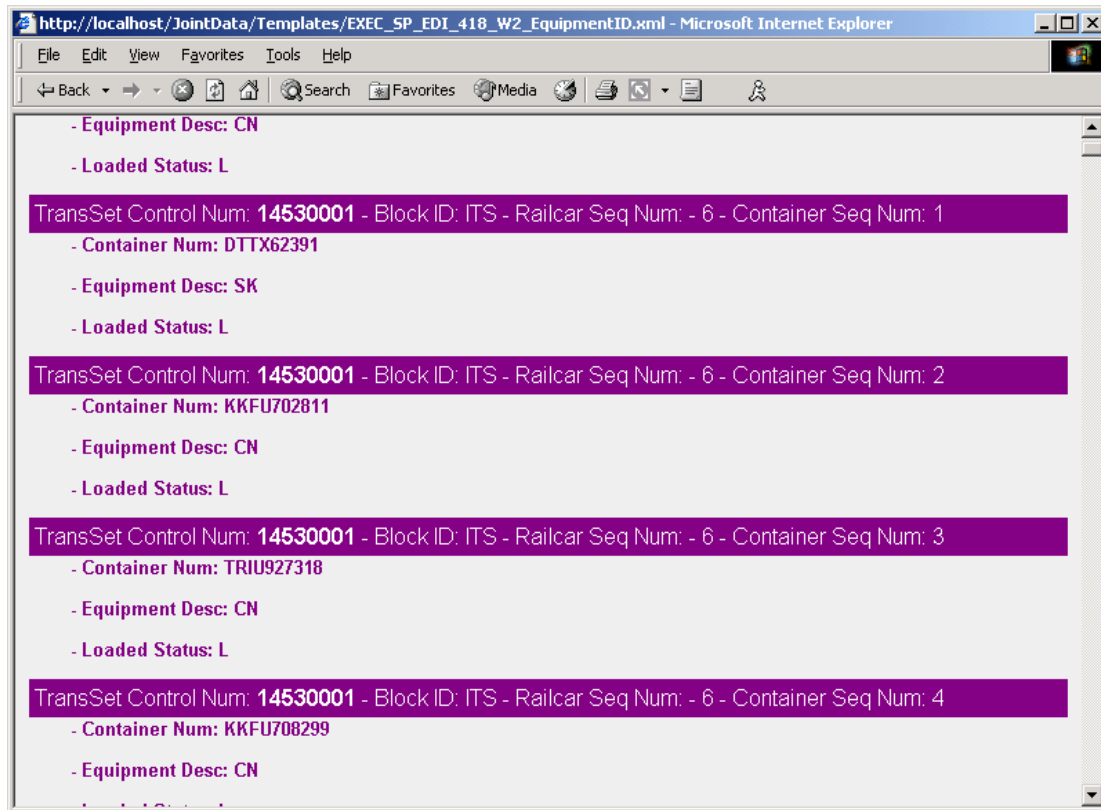 http://localhost/JointData/Templates/EXEC_SP_EDI_418_W2_EquipmentID.xml - Microsoft Internet Explorer
File Edit View Favorites Tools Help
Back Search Favorites Media
- Equipment Desc: CN
- Loaded Status: L
TransSet Control Num: 14530001 - Block ID: ITS - Railcar Seq Num: - 6 - Container Seq Num: 1
- Container Num: DTTX62391
- Equipment Desc: SK
- Loaded Status: L
TransSet Control Num: 14530001 - Block ID: ITS - Railcar Seq Num: - 6 - Container Seq Num: 2
- Container Num: KKFU702811
- Equipment Desc: CN
- Loaded Status: L
TransSet Control Num: 14530001 - Block ID: ITS - Railcar Seq Num: - 6 - Container Seq Num: 3
- Container Num: TRIU927318
- Equipment Desc: CN
- Loaded Status: L
TransSet Control Num: 14530001 - Block ID: ITS - Railcar Seq Num: - 6 - Container Seq Num: 4
- Container Num: KKFU708299
- Equipment Desc: CN